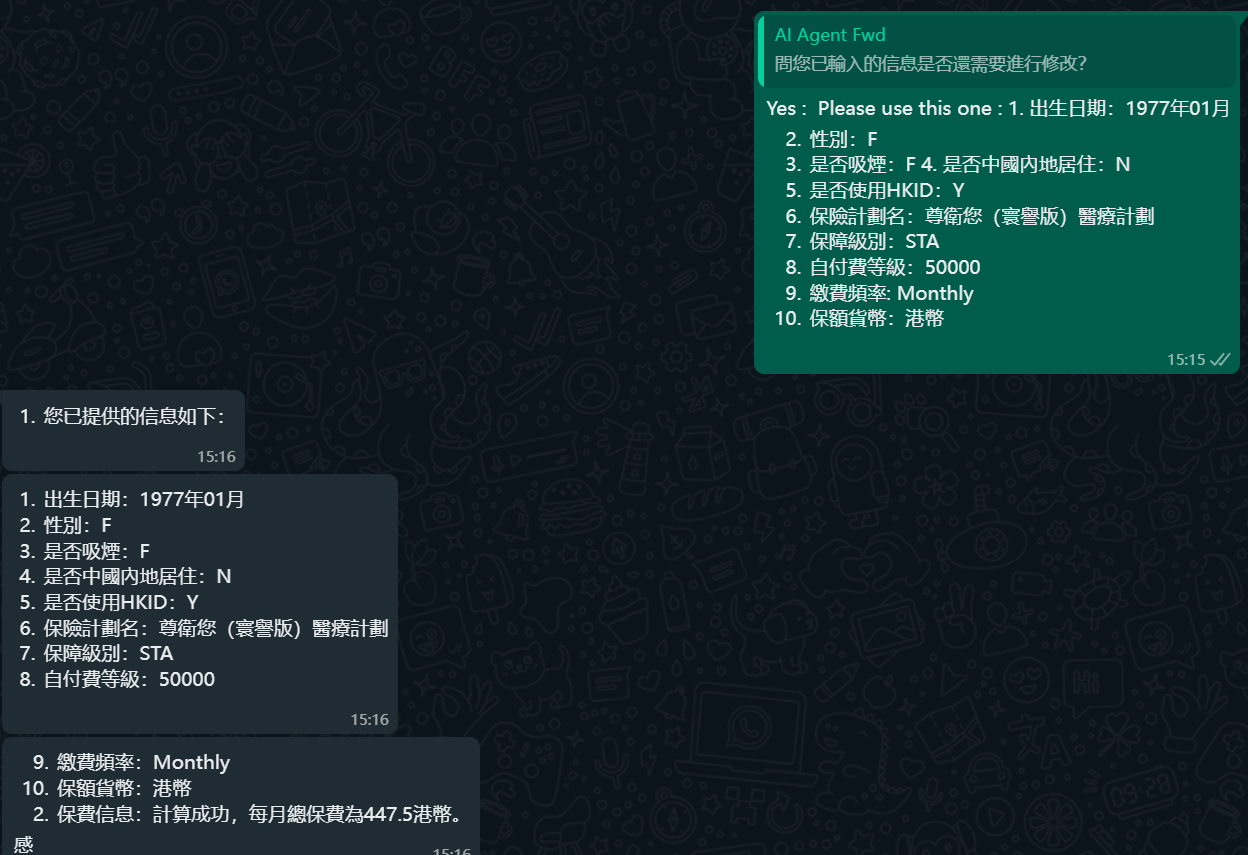 AI Agent Fwd
問您已輸入的信息是否還需要進行修改?
Yes : Please use this one : 1. 出生日期：1977年01月
2. 性別：F
3. 是否吸煙：F 4. 是否中國內地居住：N
5. 是否使用HKID：Y
6. 保險計劃名：尊衛您（寰譽版）醫療計劃
7. 保障級別：STA
8. 自付費等級：50000
9. 繳費頻率: Monthly
10. 保額貨幣：港幣
15:15
1. 您已提供的信息如下：
15:16
1. 出生日期：1977年01月
2. 性別：F
3. 是否吸煙：F
4. 是否中國內地居住：N
5. 是否使用HKID：Y
6. 保險計劃名：尊衛您（寰譽版）醫療計劃
7. 保障級別：STA
8. 自付費等級：50000
15:16
9. 繳費頻率：Monthly
10. 保額貨幣：港幣
2. 保費信息：計算成功，每月總保費為447.5港幣。
感
15:16